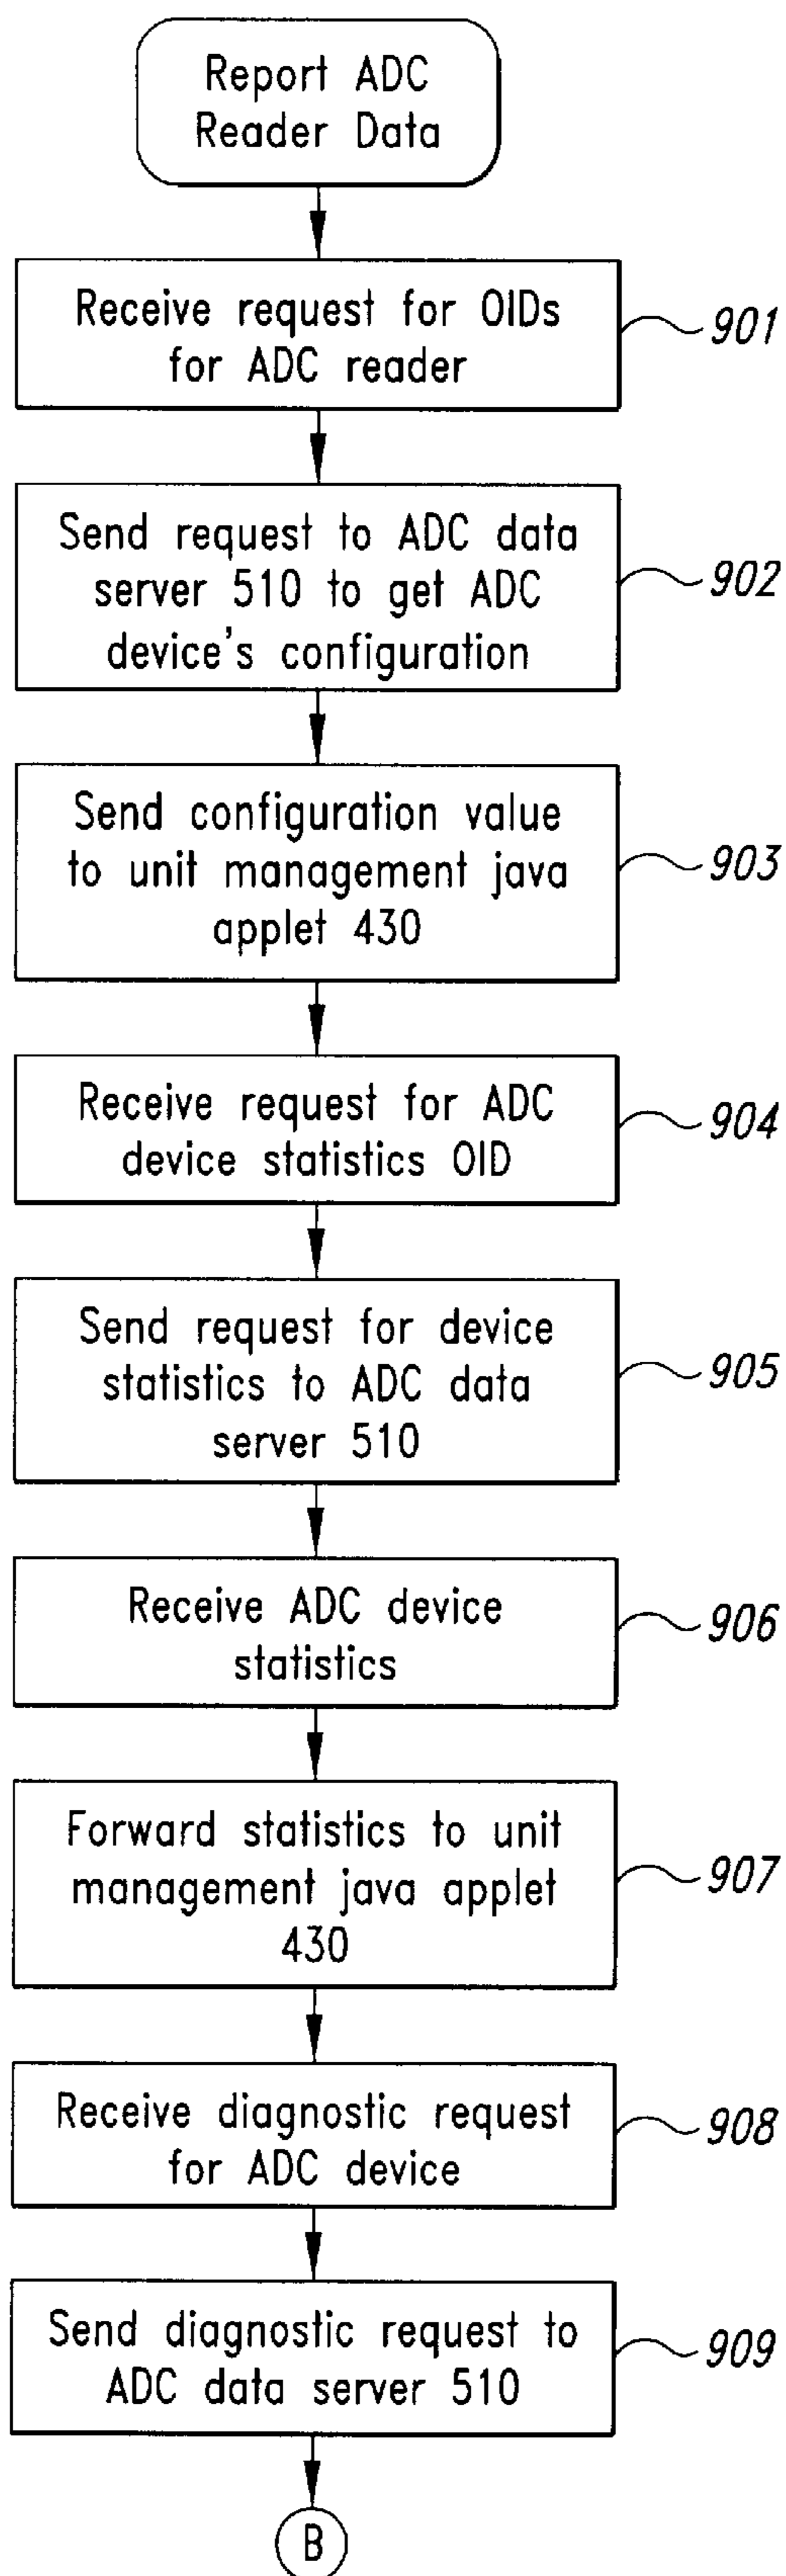 Report ADC
Reader Data
Receive request for OIDs
for ADC reader
901
Send request to ADC data
server 510 to get ADC
device's configuration
902
Send configuration value
to unit management java
applet 430
903
Receive request for ADC
device statistics OID
904
Send request for device
statistics to ADC data
server 510
905
Receive ADC device
statistics
906
Forward statistics to unit
management java applet
430
907
Receive diagnostic request
for ADC device
908
Send diagnostic request to
ADC data server 510
909
B